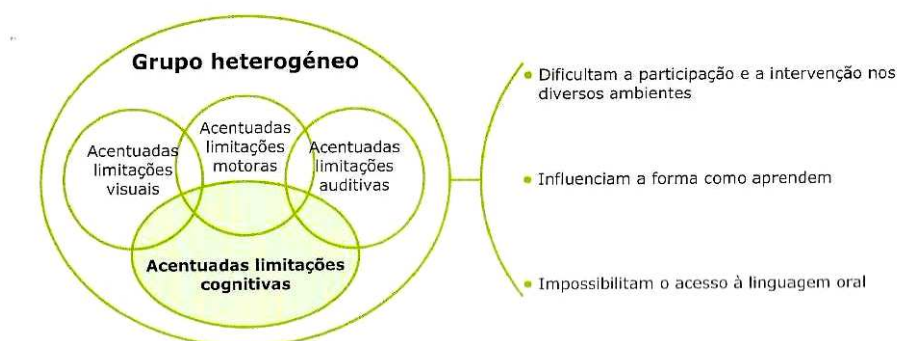 Grupo heterogéneo
Acentuadas
limitações
visuais
Acentuadas
limitações
motoras
Acentuadas
limitações
auditivas
Acentuadas limitações
cognitivas
• Dificultam a participação e a intervenção nos
diversos ambientes
• Influenciam a forma como aprendem
• Impossibilitam o acesso à linguagem oral